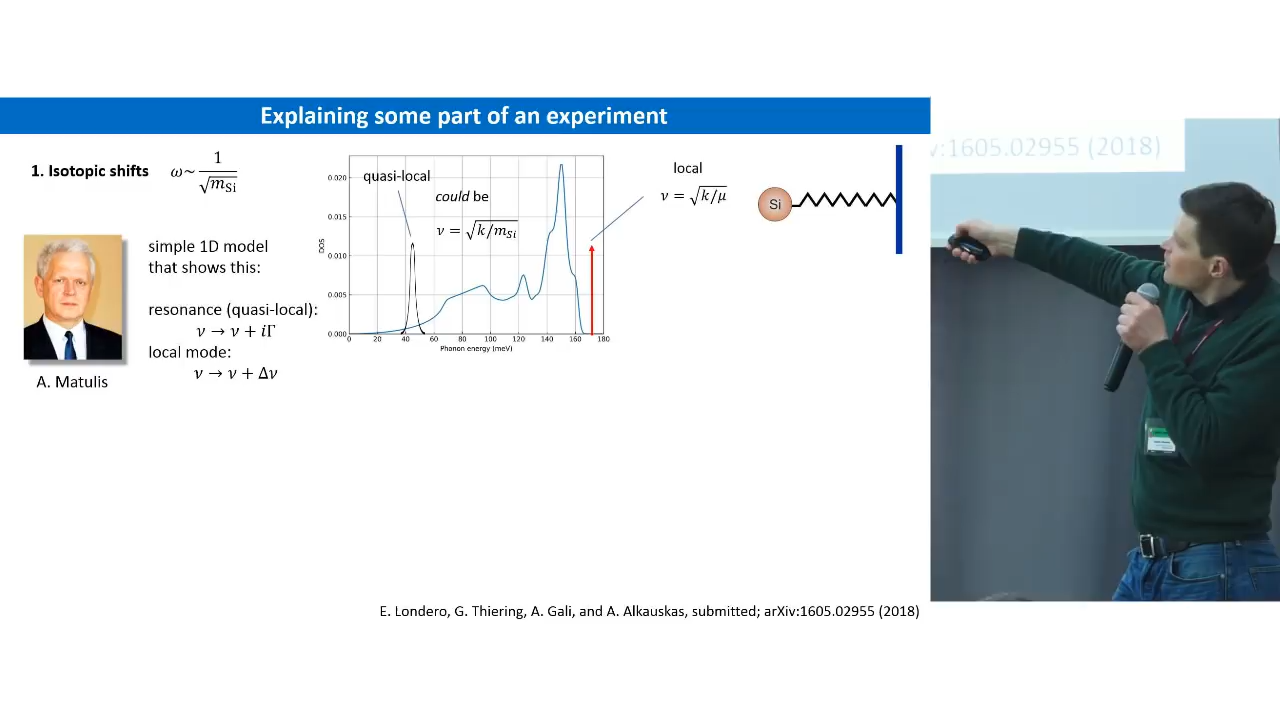 Explaining some part of an experiment
1. Isotopic shifts
ω~ 1/√m_Si
simple 1D model
that shows this:
resonance (quasi-local):
ν → ν + iΓ
local mode:
ν → ν + Δν
A. Matulis
quasi-local
could be
ν = √k/m_Si
DOS
0.020
0.015
0.010
0.005
0.000
0 20 40 60 80 100 120 140 160 180
Phonon energy (meV)
local
ν = √k/μ
Si
E. Londero, G. Thiering, A. Gali, and A. Alkauskas, submitted; arXiv:1605.02955 (2018)
v:1605.02955 (2018)